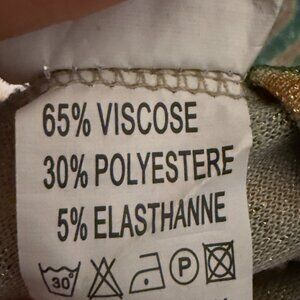 65% VISCOSE
30% POLYESTERE
5% ELASTHANNE
30° P